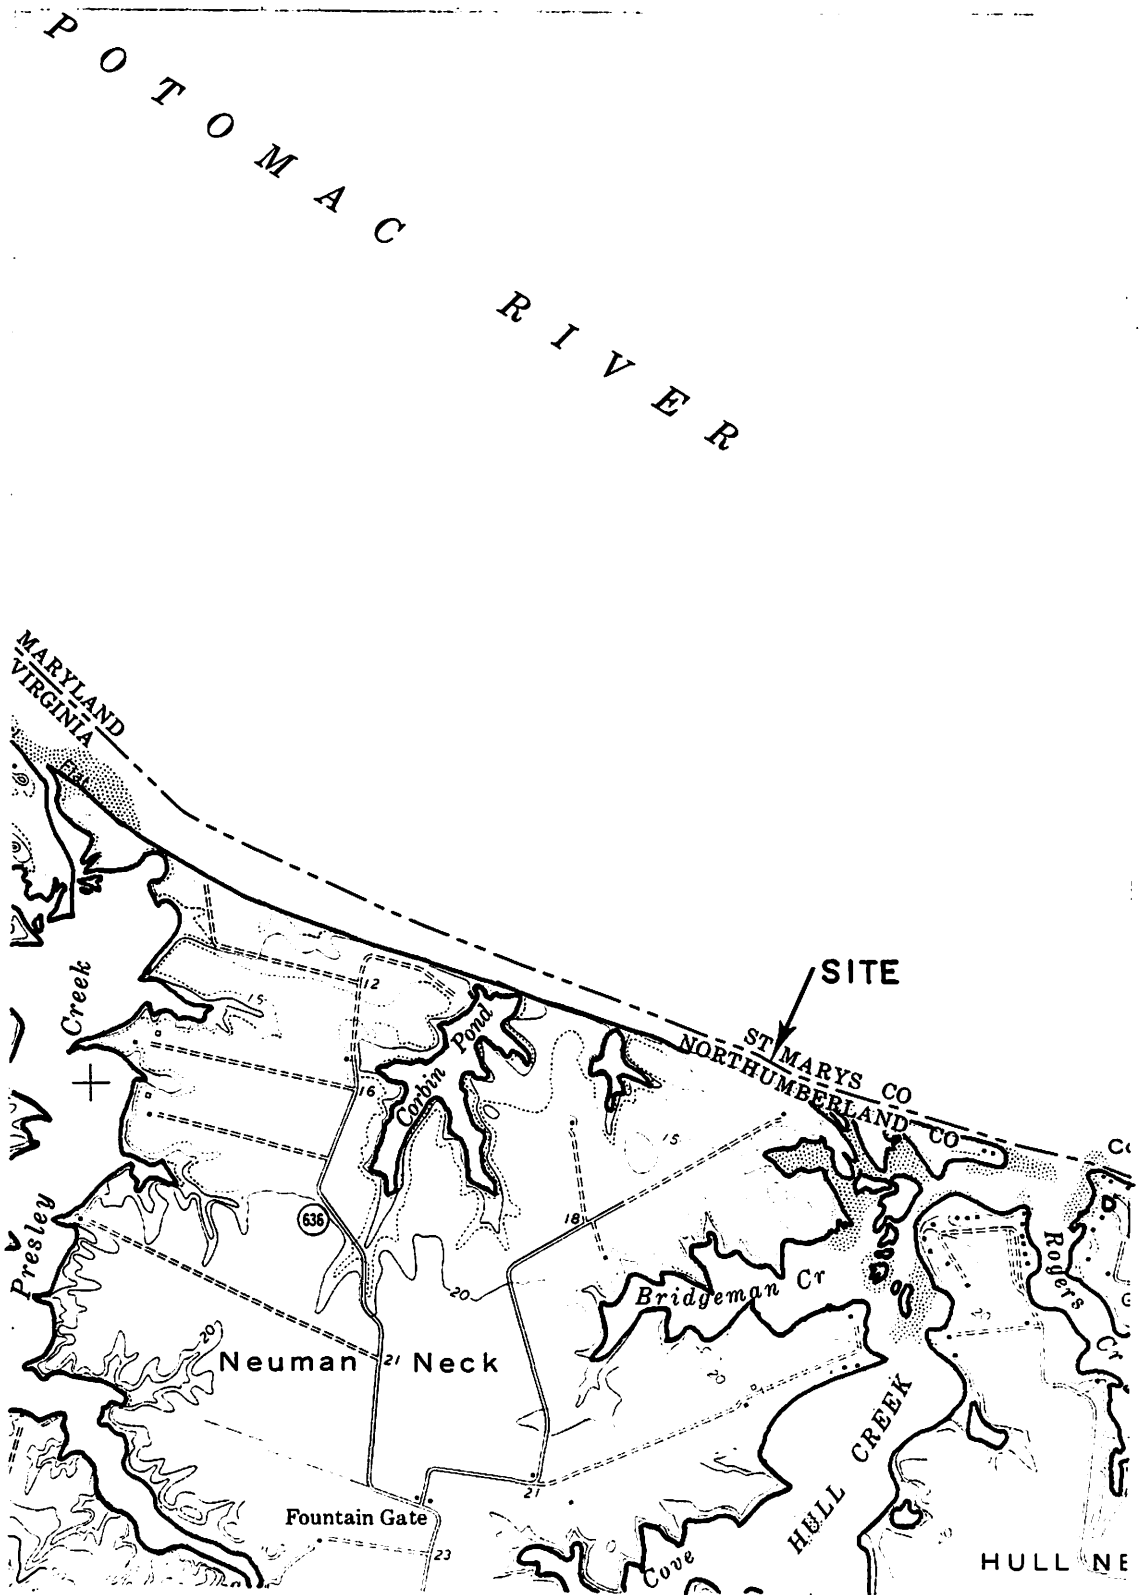 POTOMAC RIVER
MARYLAND
VIRGINIA
Flat
SITE
ST MARYS CO
NORTHUMBERLAND CO
12
15
Creek
Corbin Pond
16
15
18
636
Presley
20
Bridgeman Cr
Rogers Cr
20
Neuman Neck
21
HULL CREEK
21
Fountain Gate
23
Cove
HULL NE